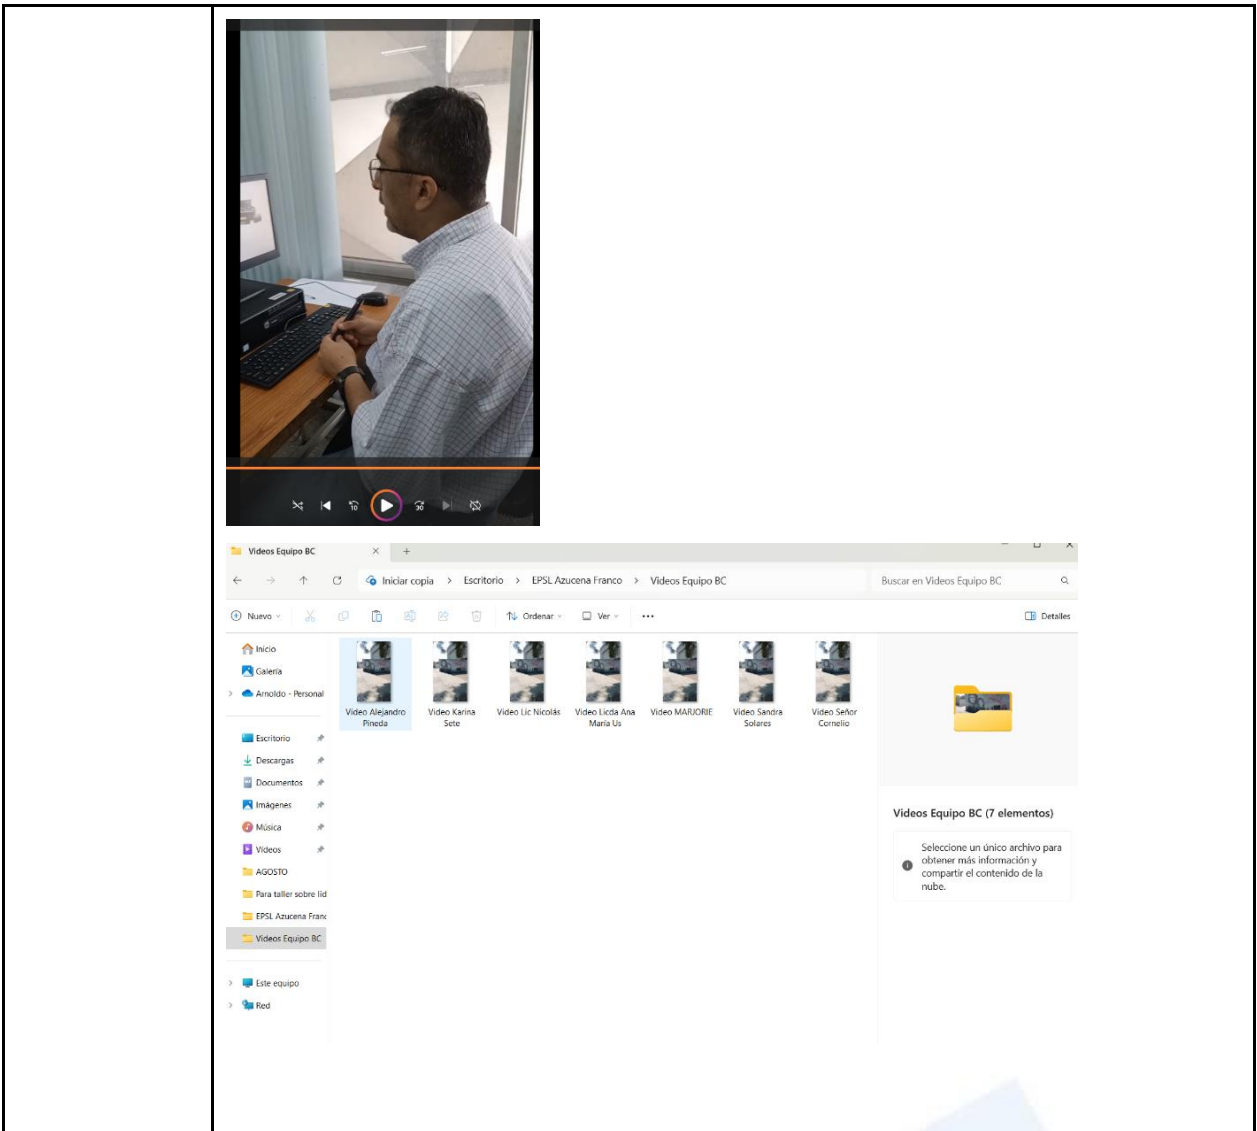 10
30
Videos Equipo BC
Iniciar copia > Escritorio > EPSL Azucena Franco > Videos Equipo BC
Buscar en Videos Equipo BC
Nuevo
Ordenar
Ver
Detalles
Inicio
Galería
Arnoldo - Personal
Escritorio
Descargas
Documentos
Imágenes
Música
Vídeos
AGOSTO
Para taller sobre lid
EPSL Azucena Franc
Videos Equipo BC
Este equipo
Red
Video Alejandro
Pineda
Video Karina
Sete
Video Lic Nicolás
Video Licda Ana
María Us
Video MARJORIE
Video Sandra
Solares
Video Señor
Cornelio
Videos Equipo BC (7 elementos)
Seleccione un único archivo para
obtener más información y
compartir el contenido de la
nube.